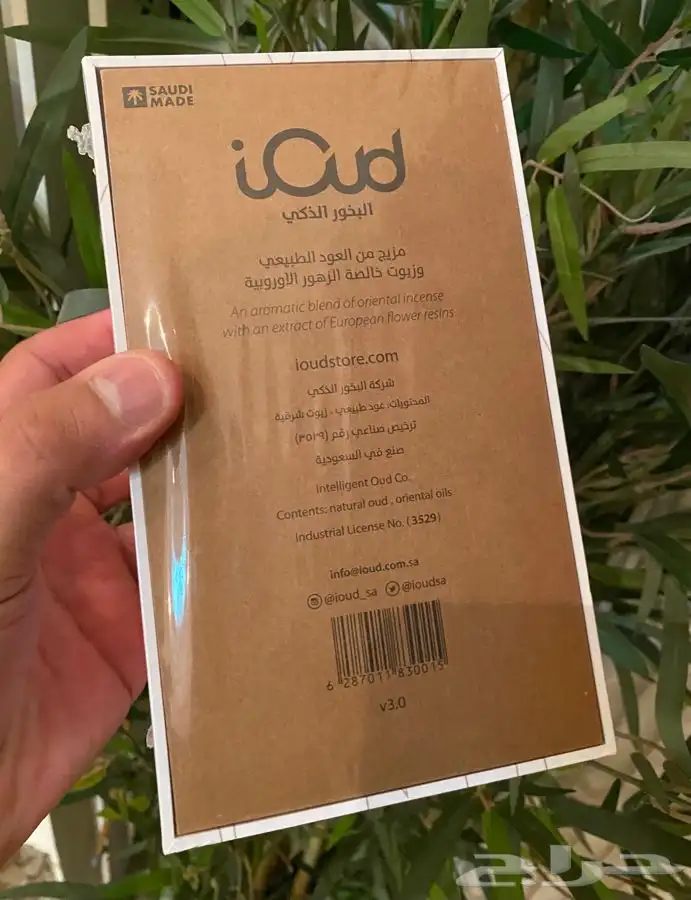 SAUDI
MADE
iOud
البخور الذكي
مزيج من العود الطبيعي
وزيوت خالصة الزهور الأوروبية
An aromatic blend of oriental incense
with an extract of European flower resins
ioudstore.com
شركة البخور الذكي
المحتويات: عود طبيعي ، زيوت شرقية
ترخيص صناعي رقم (٣٥٢٩)
صنع في السعودية
Intelligent Oud Co.
Contents: natural oud , oriental oils
Industrial License No. (3529)
info@ioud.com.sa
@ioud_sa @ioudsa
6 287011 830015
v3.0
حراج